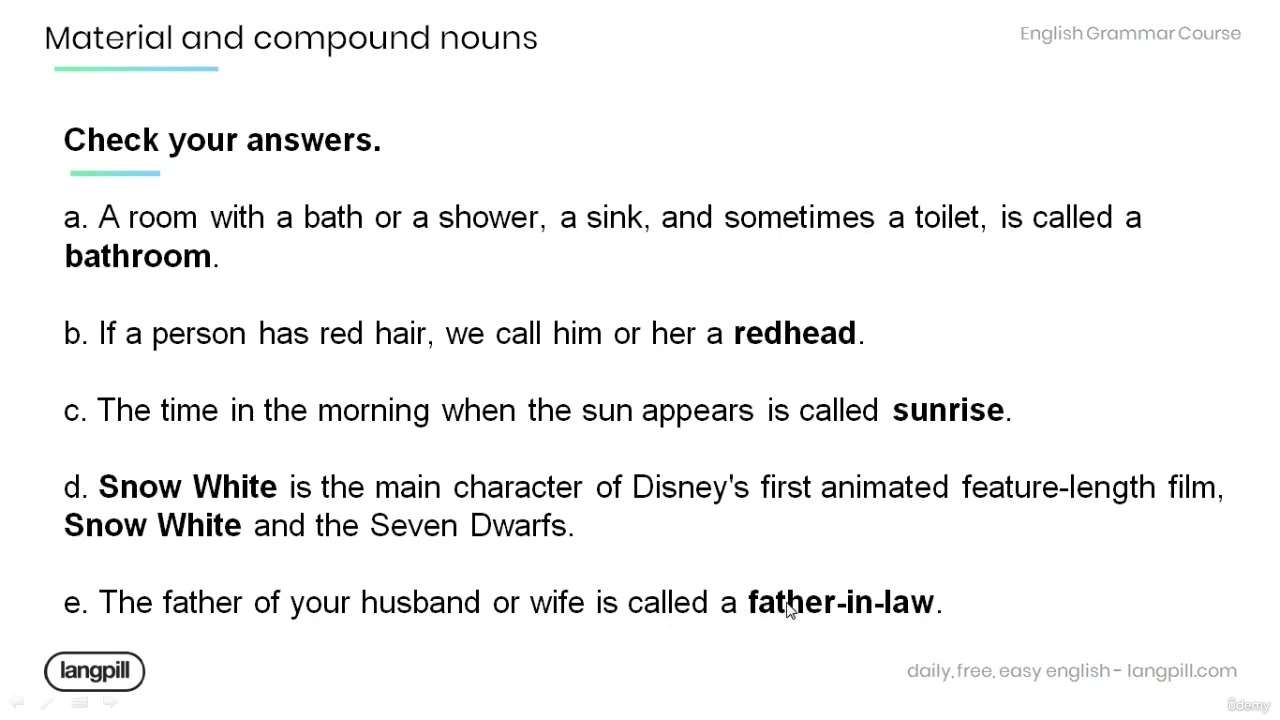 Material and compound nouns
English Grammar Course
Check your answers.
a. A room with a bath or a shower, a sink, and sometimes a toilet, is called a
bathroom.
b. If a person has red hair, we call him or her a redhead.
c. The time in the morning when the sun appears is called sunrise.
d. Snow White is the main character of Disney's first animated feature-length film,
Snow White and the Seven Dwarfs.
e. The father of your husband or wife is called a father-in-law.
langpill
daily, free, easy english - langpill.com
ûdemy